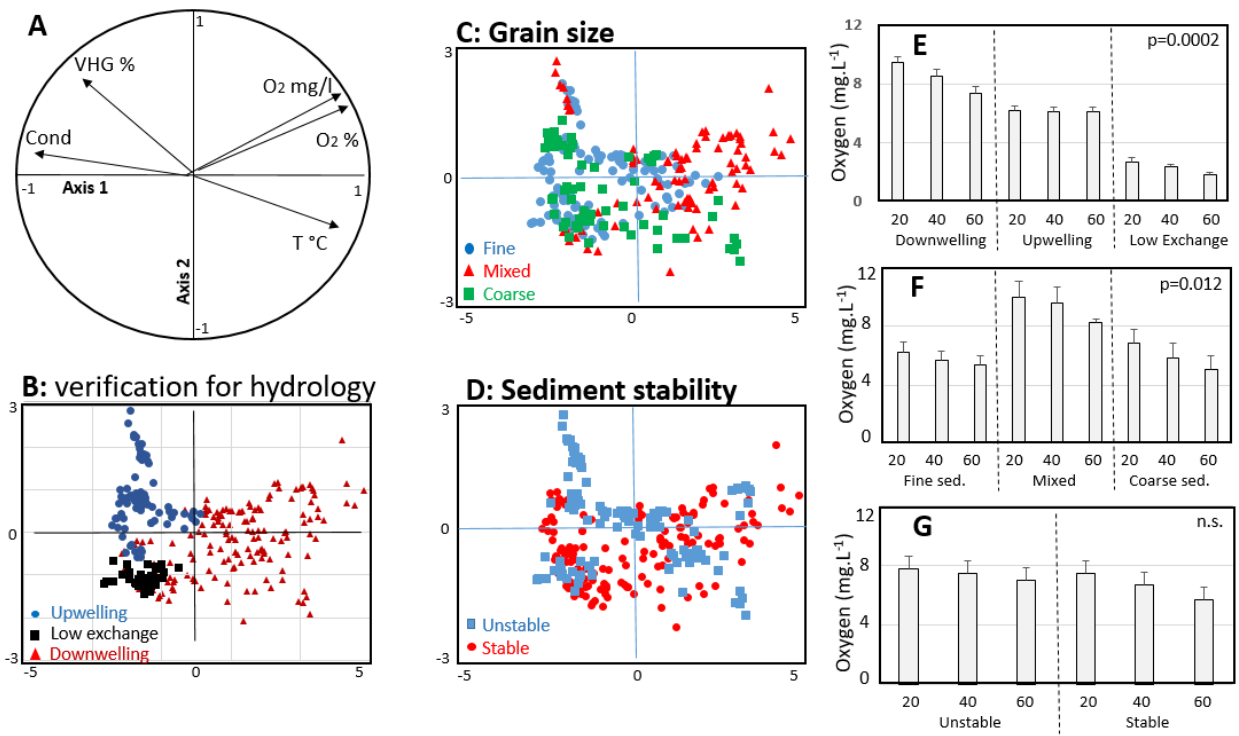 A
1
VHG %
O₂ mg/l
O₂ %
Cond
-1
Axis 1
1
T °C
Axis 2
-1
B: verification for hydrology
3
0
-3
Upwelling
Low exchange
Downwelling
-5
0
5
C: Grain size
3
0
-3
Fine
Mixed
Coarse
-5
0
5
D: Sediment stability
3
0
-3
Unstable
Stable
-5
0
5
E
p=0.0002
Oxygen (mg.L⁻¹)
12
8
4
0
20 40 60 20 40 60 20 40 60
Downwelling Upwelling Low Exchange
F
p=0.012
Oxygen (mg.L⁻¹)
12
8
4
0
20 40 60 20 40 60 20 40 60
Fine sed. Mixed Coarse sed.
G
n.s.
Oxygen (mg.L⁻¹)
12
8
4
0
20 40 60 20 40 60
Unstable Stable